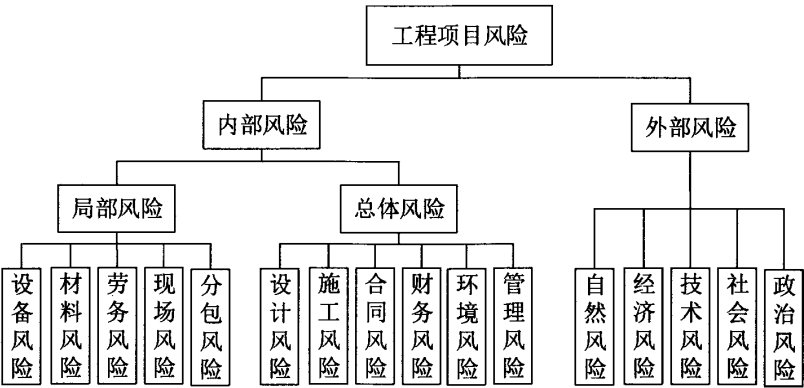 工程项目风险
内部风险
外部风险
局部风险
总体风险
设备风险
材料风险
劳务风险
现场风险
分包风险
设计风险
施工风险
合同风险
财务风险
环境风险
管理风险
自然风险
经济风险
技术风险
社会风险
政治风险